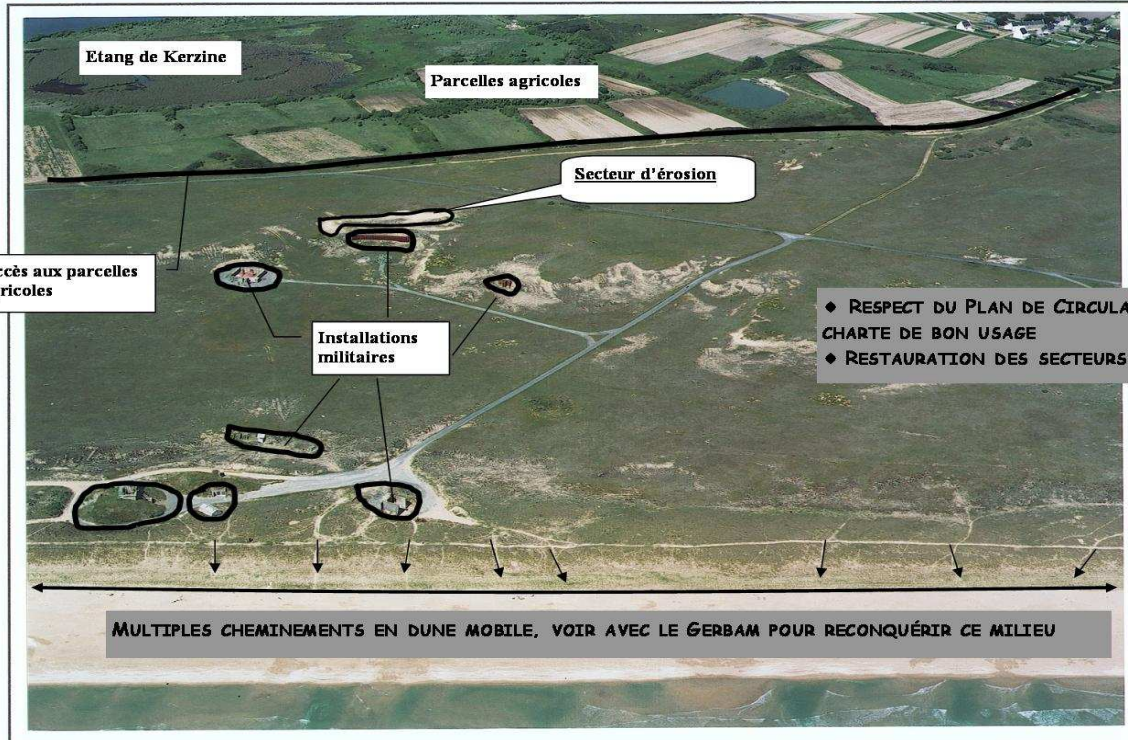 Etang de Kerzine
Parcelles agricoles
Secteur d'érosion
ccès aux parcelles
ricoles
Installations
militaires
♦ RESPECT DU PLAN DE CIRCULA
CHARTE DE BON USAGE
♦ RESTAURATION DES SECTEURS
MULTIPLES CHEMINEMENTS EN DUNE MOBILE, VOIR AVEC LE GERBAM POUR RECONQUÉRIR CE MILIEU